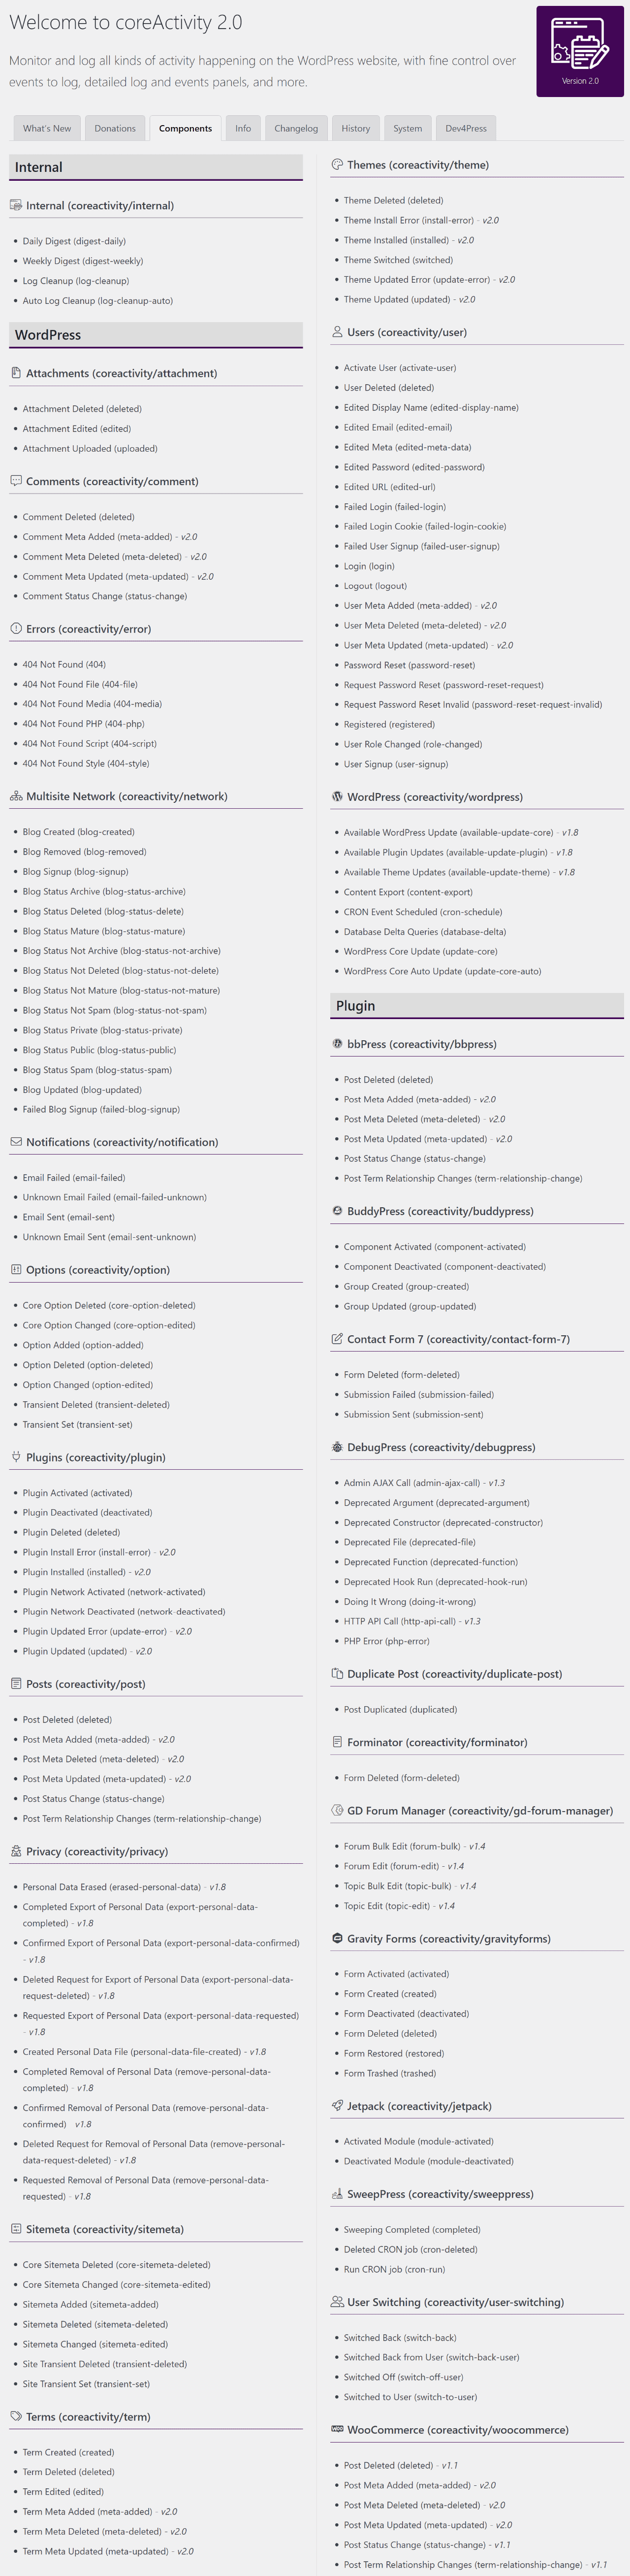 Welcome to coreActivity 2.0
Monitor and log all kinds of activity happening on the WordPress website, with fine control over
events to log, detailed log and events panels, and more.
Version 2.0
What's New
Donations
Components
Info
Changelog
History
System
Dev4Press
Internal
Internal (coreactivity/internal)
Daily Digest (digest-daily)
Weekly Digest (digest-weekly)
Log Cleanup (log-cleanup)
Auto Log Cleanup (log-cleanup-auto)
WordPress
Attachments (coreactivity/attachment)
Attachment Deleted (deleted)
Attachment Edited (edited)
Attachment Uploaded (uploaded)
Comments (coreactivity/comment)
Comment Deleted (deleted)
Comment Meta Added (meta-added) - v2.0
Comment Meta Deleted (meta-deleted) - v2.0
Comment Meta Updated (meta-updated) - v2.0
Comment Status Change (status-change)
Errors (coreactivity/error)
404 Not Found (404)
404 Not Found File (404-file)
404 Not Found Media (404-media)
404 Not Found PHP (404-php)
404 Not Found Script (404-script)
404 Not Found Style (404-style)
Multisite Network (coreactivity/network)
Blog Created (blog-created)
Blog Removed (blog-removed)
Blog Signup (blog-signup)
Blog Status Archive (blog-status-archive)
Blog Status Deleted (blog-status-delete)
Blog Status Mature (blog-status-mature)
Blog Status Not Archive (blog-status-not-archive)
Blog Status Not Deleted (blog-status-not-delete)
Blog Status Not Mature (blog-status-not-mature)
Blog Status Not Spam (blog-status-not-spam)
Blog Status Private (blog-status-private)
Blog Status Public (blog-status-public)
Blog Status Spam (blog-status-spam)
Blog Updated (blog-updated)
Failed Blog Signup (failed-blog-signup)
Notifications (coreactivity/notification)
Email Failed (email-failed)
Unknown Email Failed (email-failed-unknown)
Email Sent (email-sent)
Unknown Email Sent (email-sent-unknown)
Options (coreactivity/option)
Core Option Deleted (core-option-deleted)
Core Option Changed (core-option-edited)
Option Added (option-added)
Option Deleted (option-deleted)
Option Changed (option-edited)
Transient Deleted (transient-deleted)
Transient Set (transient-set)
Plugins (coreactivity/plugin)
Plugin Activated (activated)
Plugin Deactivated (deactivated)
Plugin Deleted (deleted)
Plugin Install Error (install-error) - v2.0
Plugin Installed (installed) - v2.0
Plugin Network Activated (network-activated)
Plugin Network Deactivated (network-deactivated)
Plugin Updated Error (update-error) - v2.0
Plugin Updated (updated) - v2.0
Posts (coreactivity/post)
Post Deleted (deleted)
Post Meta Added (meta-added) - v2.0
Post Meta Deleted (meta-deleted) - v2.0
Post Meta Updated (meta-updated) - v2.0
Post Status Change (status-change)
Post Term Relationship Changes (term-relationship-change)
Privacy (coreactivity/privacy)
Personal Data Erased (erased-personal-data) - v1.8
Completed Export of Personal Data (export-personal-data-
completed) - v1.8
Confirmed Export of Personal Data (export-personal-data-confirmed)
- v1.8
Deleted Request for Export of Personal Data (export-personal-data-
request-deleted) - v1.8
Requested Export of Personal Data (export-personal-data-requested)
- v1.8
Created Personal Data File (personal-data-file-created) - v1.8
Completed Removal of Personal Data (remove-personal-data-
completed) - v1.8
Confirmed Removal of Personal Data (remove-personal-data-
confirmed) - v1.8
Deleted Request for Removal of Personal Data (remove-personal-
data-request-deleted) - v1.8
Requested Removal of Personal Data (remove-personal-data-
requested) - v1.8
Sitemeta (coreactivity/sitemeta)
Core Sitemeta Deleted (core-sitemeta-deleted)
Core Sitemeta Changed (core-sitemeta-edited)
Sitemeta Added (sitemeta-added)
Sitemeta Deleted (sitemeta-deleted)
Sitemeta Changed (sitemeta-edited)
Site Transient Deleted (transient-deleted)
Site Transient Set (transient-set)
Terms (coreactivity/term)
Term Created (created)
Term Deleted (deleted)
Term Edited (edited)
Term Meta Added (meta-added) - v2.0
Term Meta Deleted (meta-deleted) - v2.0
Term Meta Updated (meta-updated) - v2.0
Themes (coreactivity/theme)
Theme Deleted (deleted)
Theme Install Error (install-error) - v2.0
Theme Installed (installed) - v2.0
Theme Switched (switched)
Theme Updated Error (update-error) - v2.0
Theme Updated (updated) - v2.0
Users (coreactivity/user)
Activate User (activate-user)
User Deleted (deleted)
Edited Display Name (edited-display-name)
Edited Email (edited-email)
Edited Meta (edited-meta-data)
Edited Password (edited-password)
Edited URL (edited-url)
Failed Login (failed-login)
Failed Login Cookie (failed-login-cookie)
Failed User Signup (failed-user-signup)
Login (login)
Logout (logout)
User Meta Added (meta-added) - v2.0
User Meta Deleted (meta-deleted) - v2.0
User Meta Updated (meta-updated) - v2.0
Password Reset (password-reset)
Request Password Reset (password-reset-request)
Request Password Reset Invalid (password-reset-request-invalid)
Registered (registered)
User Role Changed (role-changed)
User Signup (user-signup)
WordPress (coreactivity/wordpress)
Available WordPress Update (available-update-core) - v1.8
Available Plugin Updates (available-update-plugin) - v1.8
Available Theme Updates (available-update-theme) - v1.8
Content Export (content-export)
CRON Event Scheduled (cron-schedule)
Database Delta Queries (database-delta)
WordPress Core Update (update-core)
WordPress Core Auto Update (update-core-auto)
Plugin
bbPress (coreactivity/bbpress)
Post Deleted (deleted)
Post Meta Added (meta-added) - v2.0
Post Meta Deleted (meta-deleted) - v2.0
Post Meta Updated (meta-updated) - v2.0
Post Status Change (status-change)
Post Term Relationship Changes (term-relationship-change)
BuddyPress (coreactivity/buddypress)
Component Activated (component-activated)
Component Deactivated (component-deactivated)
Group Created (group-created)
Group Updated (group-updated)
Contact Form 7 (coreactivity/contact-form-7)
Form Deleted (form-deleted)
Submission Failed (submission-failed)
Submission Sent (submission-sent)
DebugPress (coreactivity/debugpress)
Admin AJAX Call (admin-ajax-call) - v1.3
Deprecated Argument (deprecated-argument)
Deprecated Constructor (deprecated-constructor)
Deprecated File (deprecated-file)
Deprecated Function (deprecated-function)
Deprecated Hook Run (deprecated-hook-run)
Doing It Wrong (doing-it-wrong)
HTTP API Call (http-api-call) - v1.3
PHP Error (php-error)
Duplicate Post (coreactivity/duplicate-post)
Post Duplicated (duplicated)
Forminator (coreactivity/forminator)
Form Deleted (form-deleted)
GD Forum Manager (coreactivity/gd-forum-manager)
Forum Bulk Edit (forum-bulk) - v1.4
Forum Edit (forum-edit) - v1.4
Topic Bulk Edit (topic-bulk) - v1.4
Topic Edit (topic-edit) - v1.4
Gravity Forms (coreactivity/gravityforms)
Form Activated (activated)
Form Created (created)
Form Deactivated (deactivated)
Form Deleted (deleted)
Form Restored (restored)
Form Trashed (trashed)
Jetpack (coreactivity/jetpack)
Activated Module (module-activated)
Deactivated Module (module-deactivated)
SweepPress (coreactivity/sweeppress)
Sweeping Completed (completed)
Deleted CRON job (cron-deleted)
Run CRON job (cron-run)
User Switching (coreactivity/user-switching)
Switched Back (switch-back)
Switched Back from User (switch-back-user)
Switched Off (switch-off-user)
Switched to User (switch-to-user)
WooCommerce (coreactivity/woocommerce)
Post Deleted (deleted) - v1.1
Post Meta Added (meta-added) - v2.0
Post Meta Deleted (meta-deleted) - v2.0
Post Meta Updated (meta-updated) - v2.0
Post Status Change (status-change) - v1.1
Post Term Relationship Changes (term-relationship-change) - v1.1